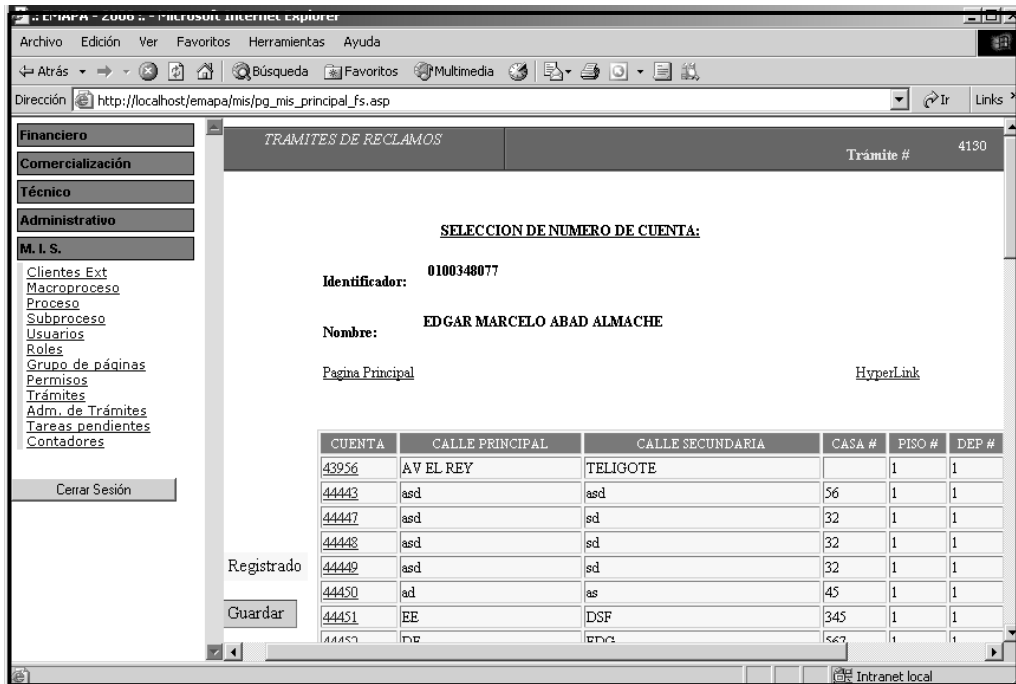 .: EMAPA - 2006 :. - Microsoft Internet Explorer
Archivo Edición Ver Favoritos Herramientas Ayuda
Atrás Búsqueda Favoritos Multimedia
Dirección http://localhost/emapa/mis/pg_mis_principal_fs.asp Ir Links
Financiero
Comercialización
Técnico
Administrativo
M. I. S.
Clientes Ext
Macroproceso
Proceso
Subproceso
Usuarios
Roles
Grupo de páginas
Permisos
Trámites
Adm. de Trámites
Tareas pendientes
Contadores
Cerrar Sesión
TRAMITES DE RECLAMOS
Trámite # 4130
SELECCION DE NUMERO DE CUENTA:
Identificador: 0100348077
Nombre: EDGAR MARCELO ABAD ALMACHE
Pagina Principal HyperLink
CUENTA CALLE PRINCIPAL CALLE SECUNDARIA CASA # PISO # DEP #
43956 AV EL REY TELIGOTE 1 1
44443 asd asd 56 1 1
44447 asd sd 32 1 1
44448 asd sd 32 1 1
44449 asd sd 32 1 1
44450 ad as 45 1 1
44451 EE DSF 345 1 1
44452 567 1 1
Registrado
Guardar
Intranet local